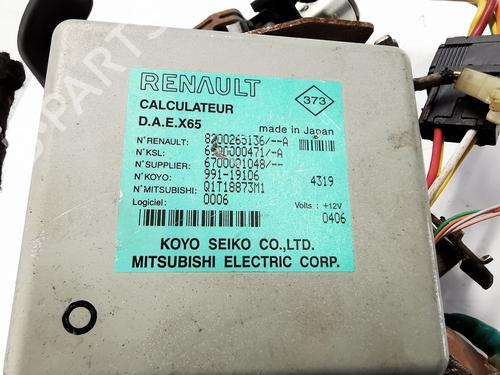 RENAULT
373
CALCULATEUR
D.A.E.X65
made in Japan
N°RENAULT: 8200263136/--A
N°KSL: A
N°SUPPLIER: 6700001048/--
N°KOYO: 991-19106
4319
N°MITSUBISHI: Q1T18873M1
Logiciel: 0006
Volts : +12V
0406
KOYO SEIKO CO.,LTD.
MITSUBISHI ELECTRIC CORP.